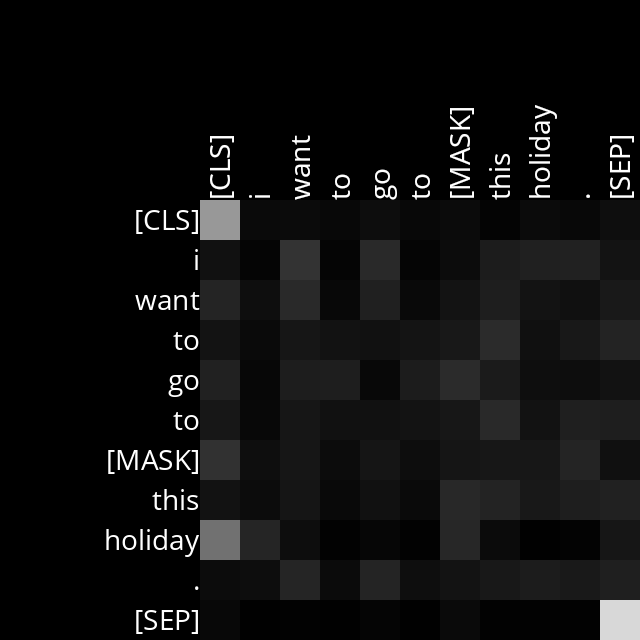 [CLS] i want to go to [MASK] this holiday . [SEP]
[CLS]
i
want
to
go
to
[MASK]
this
holiday
.
[SEP]